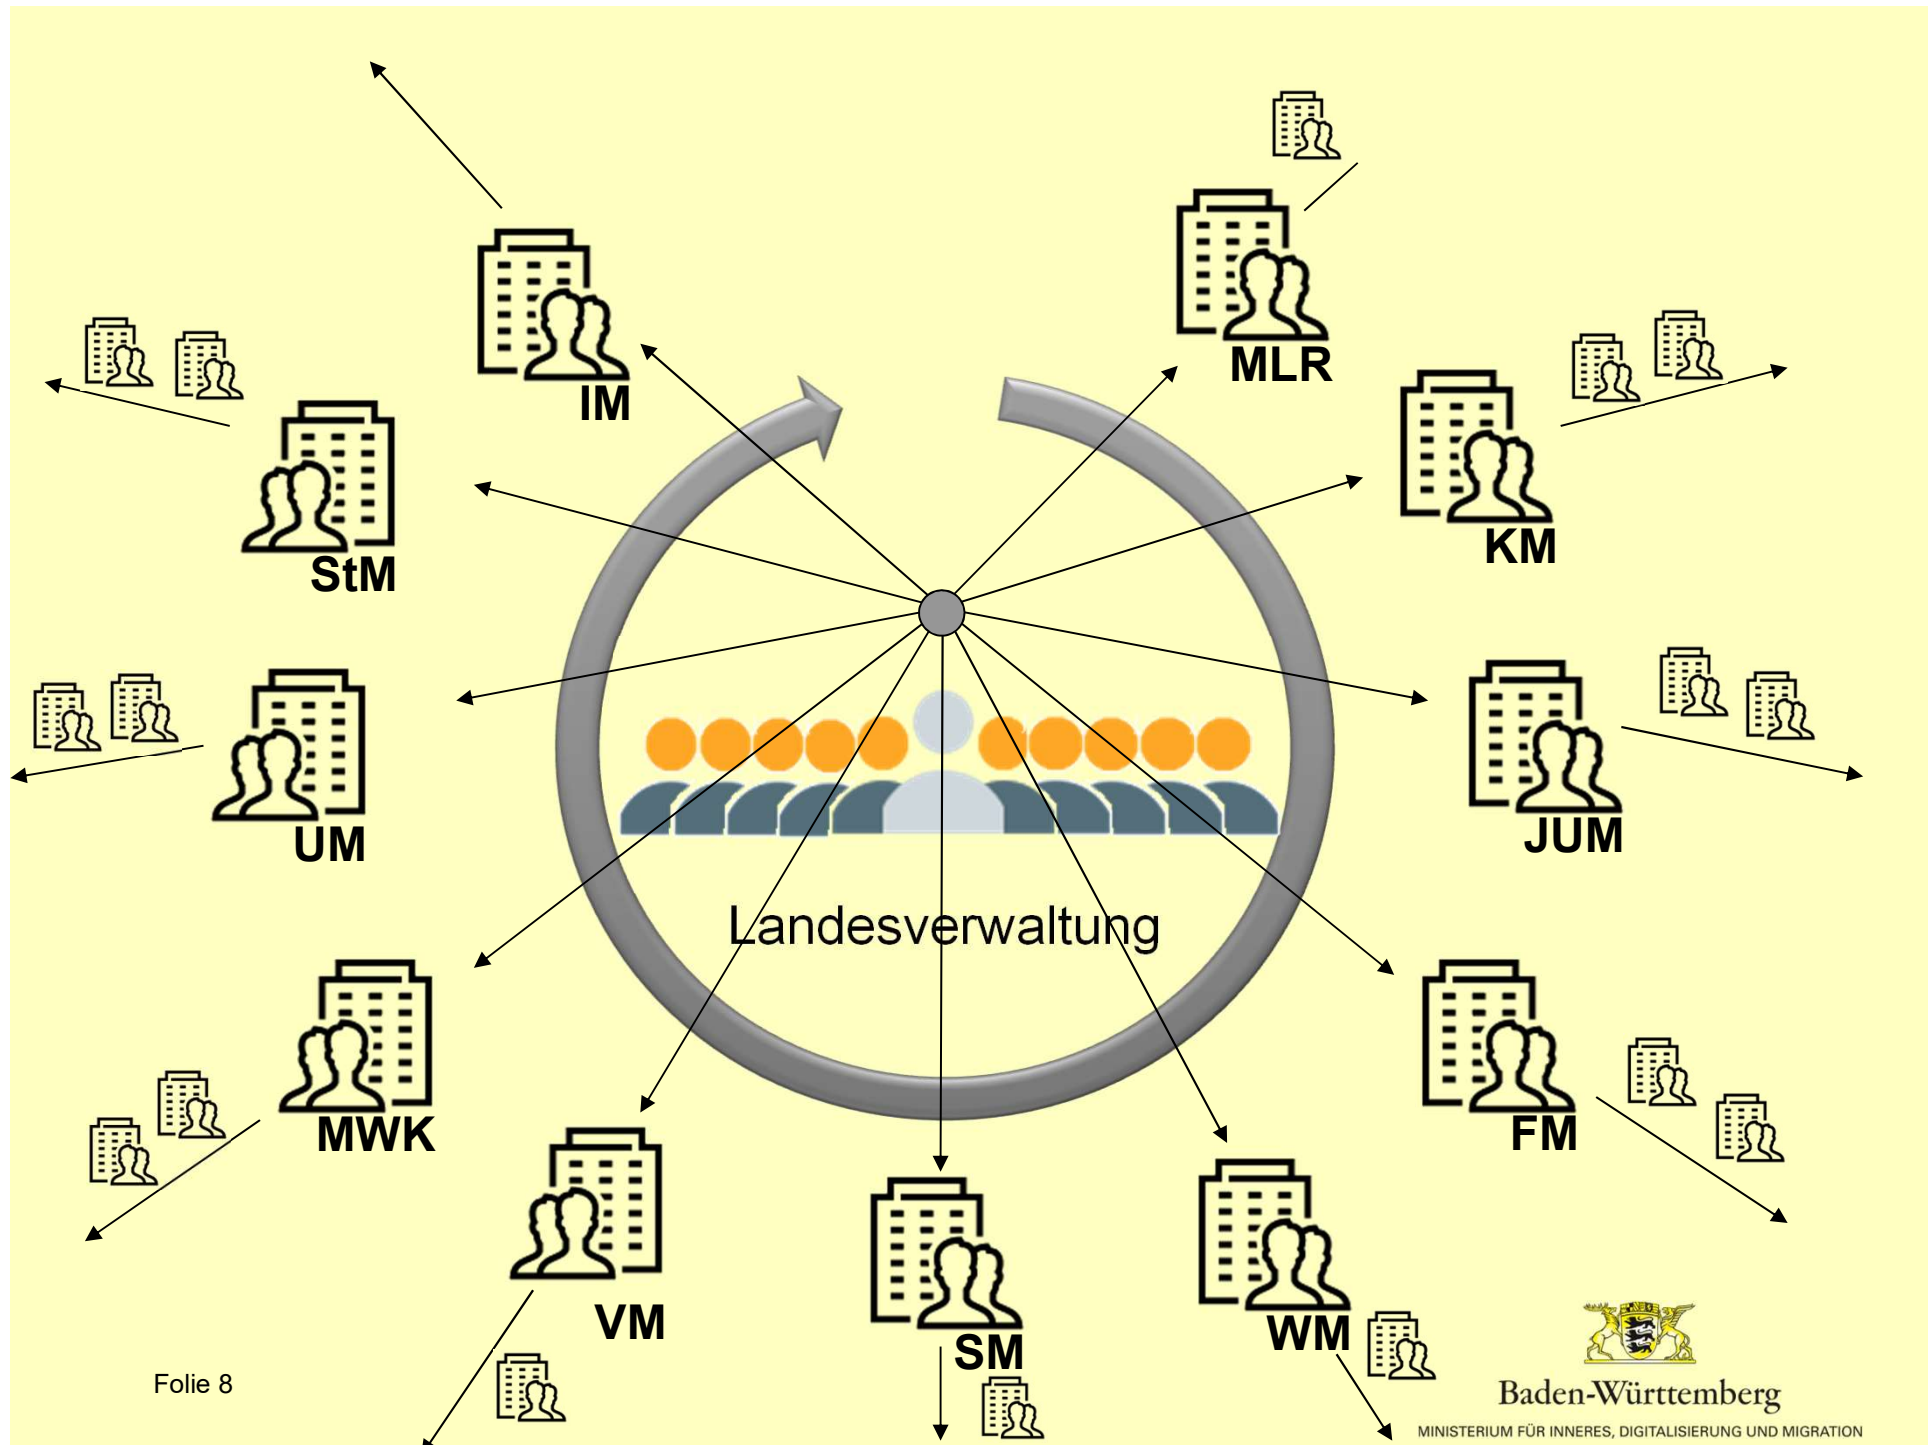 MLR
IM
KM
StM
JUM
UM
Landesverwaltung
MWK
FM
VM
WM
SM
Folie 8
Baden-Württemberg
MINISTERIUM FÜR INNERES, DIGITALISIERUNG UND MIGRATION